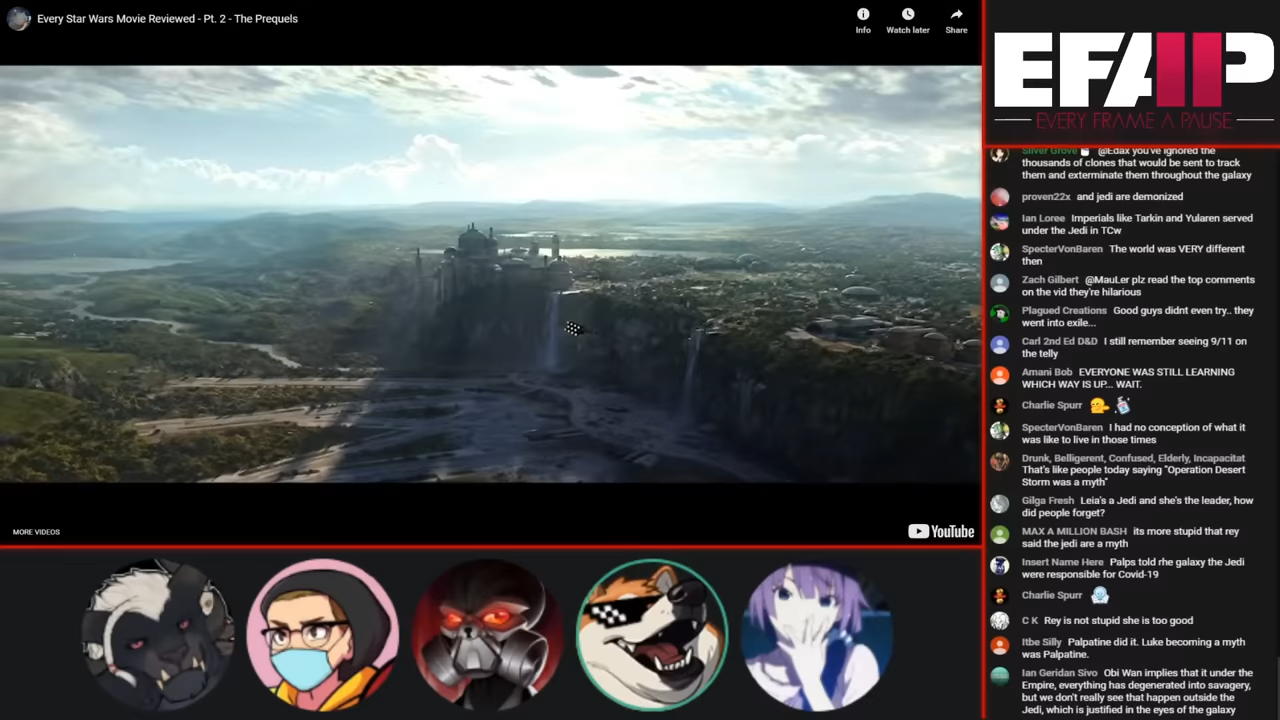 Every Star Wars Movie Reviewed - Pt. 2 - The Prequels
Info
Watch later
Share
MORE VIDEOS
YouTube
EFAP
EVERY FRAME A PAUSE
Silver Grove @Edax you've ignored the
thousands of clones that would be sent to track
them and exterminate them throughout the galaxy
proven22x and jedi are demonized
Ian Loree Imperials like Tarkin and Yularen served
under the Jedi in TCw
SpecterVonBaren The world was VERY different
then
Zach Gilbert @MauLer plz read the top comments
on the vid they're hilarious
Plagued Creations Good guys didnt even try.. they
went into exile...
Carl 2nd Ed D&D I still remember seeing 9/11 on
the telly
Amani Bob EVERYONE WAS STILL LEARNING
WHICH WAY IS UP... WAIT.
Charlie Spurr
SpecterVonBaren I had no conception of what it
was like to live in those times
Drunk, Belligerent, Confused, Elderly, Incapacitat
That's like people today saying "Operation Desert
Storm was a myth"
Gilga Fresh Leia's a Jedi and she's the leader, how
did people forget?
MAX A MILLION BASH its more stupid that rey
said the jedi are a myth
Insert Name Here Palps told rhe galaxy the Jedi
were responsible for Covid-19
Charlie Spurr
C K Rey is not stupid she is too good
Itbe Silly Palpatine did it. Luke becoming a myth
was Palpatine.
Ian Geridan Sivo Obi Wan implies that it under the
Empire, everything has degenerated into savagery,
but we don't really see that happen outside the
Jedi, which is justified in the eyes of the galaxy